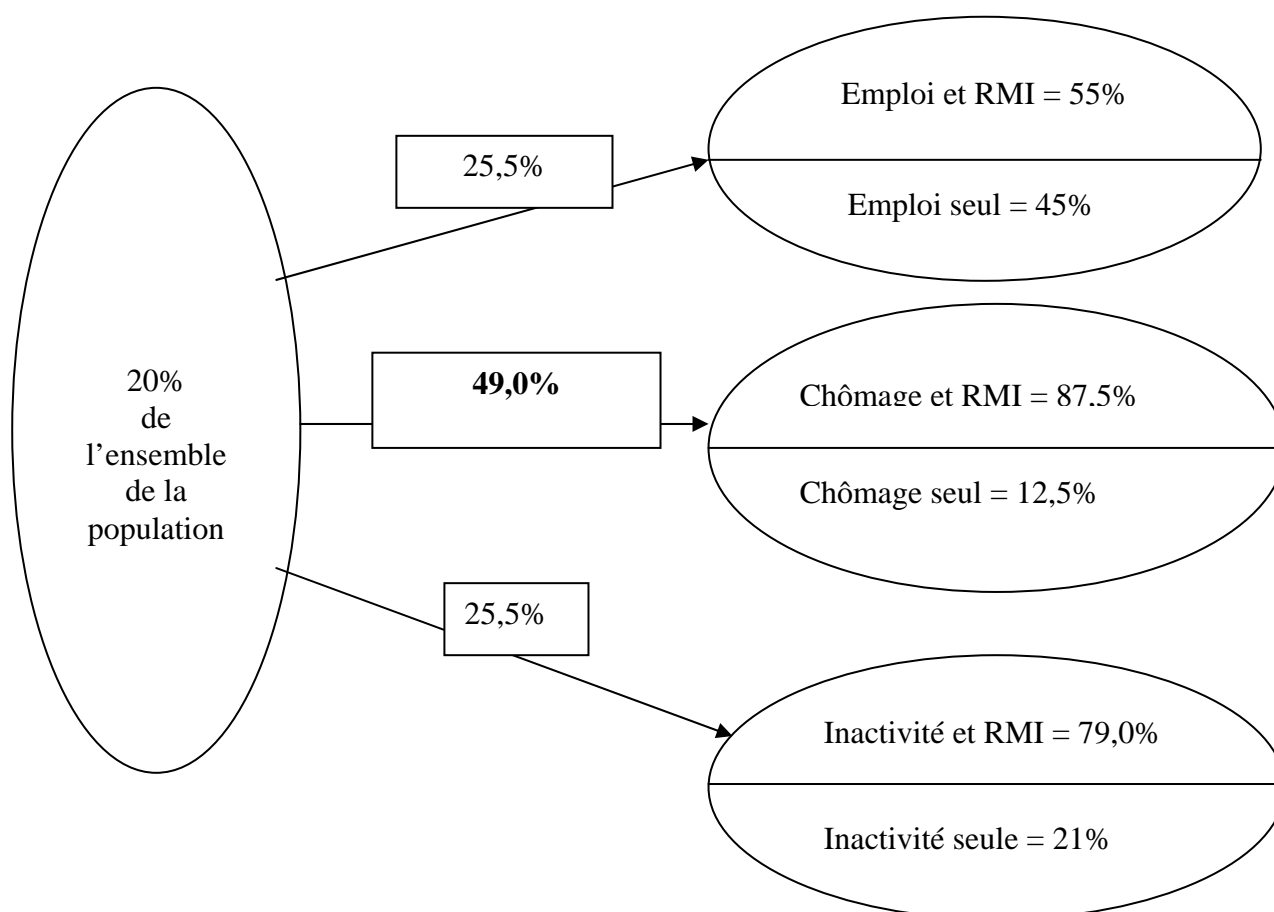 Emploi et RMI = 55%
25,5%
Emploi seul = 45%
20%
de
l’ensemble
de la
population
49,0%
Chômage et RMI = 87,5%
Chômage seul = 12,5%
25,5%
Inactivité et RMI = 79,0%
Inactivité seule = 21%